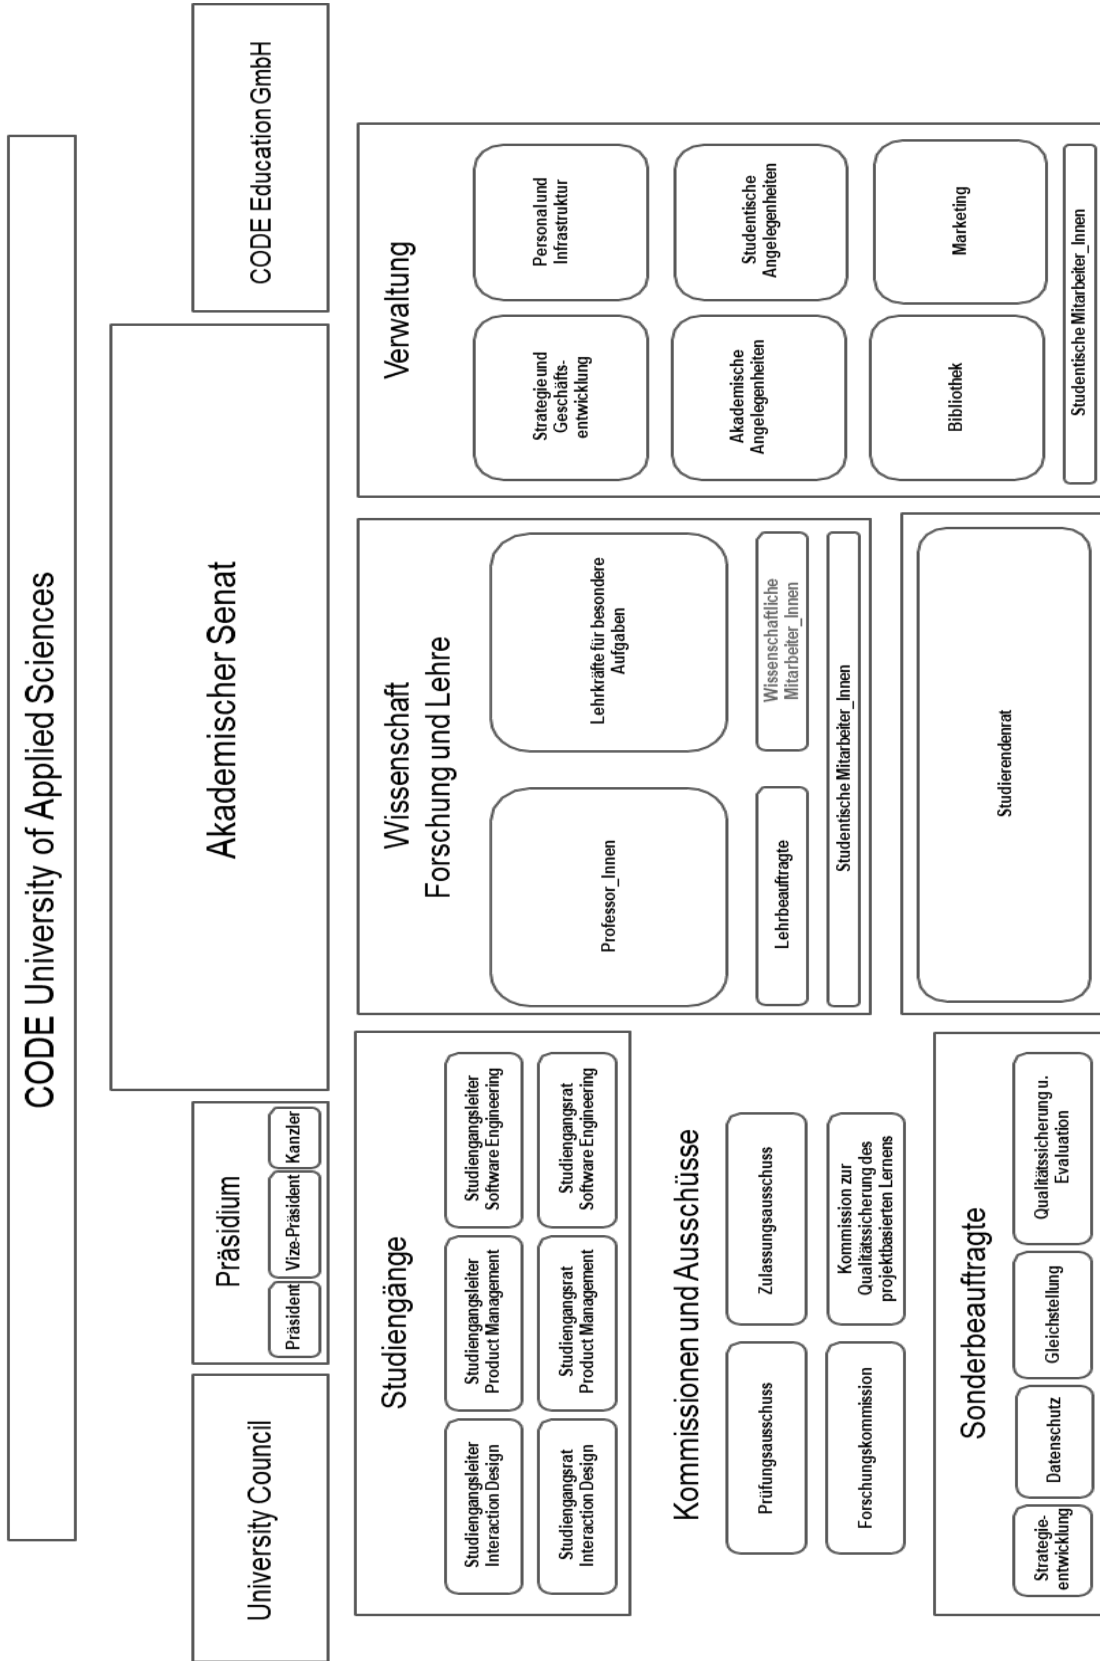 CODE University of Applied Sciences
University Council
Präsidium
Präsident
Vize-Präsident
Kanzler
Akademischer Senat
CODE Education GmbH
Studiengänge
Studiengangsleiter
Interaction Design
Studiengangsleiter
Product Management
Studiengangsleiter
Software Engineering
Studiengangsrat
Interaction Design
Studiengangsrat
Product Management
Studiengangsrat
Software Engineering
Kommissionen und Ausschüsse
Prüfungsausschuss
Zulassungsausschuss
Forschungskommission
Kommission zur
Qualitätssicherung des
projektbasierten Lernens
Sonderbeauftragte
Strategie-
entwicklung
Datenschutz
Gleichstellung
Qualitätssicherung u.
Evaluation
Wissenschaft
Forschung und Lehre
Professor_Innen
Lehrkräfte für besondere
Aufgaben
Lehrbeauftragte
Wissenschaftliche
Mitarbeiter_Innen
Studentische Mitarbeiter_Innen
Studierendenrat
Verwaltung
Strategie und
Geschäfts-
entwicklung
Personal und
Infrastruktur
Akademische
Angelegenheiten
Studentische
Angelegenheiten
Bibliothek
Marketing
Studentische Mitarbeiter_Innen